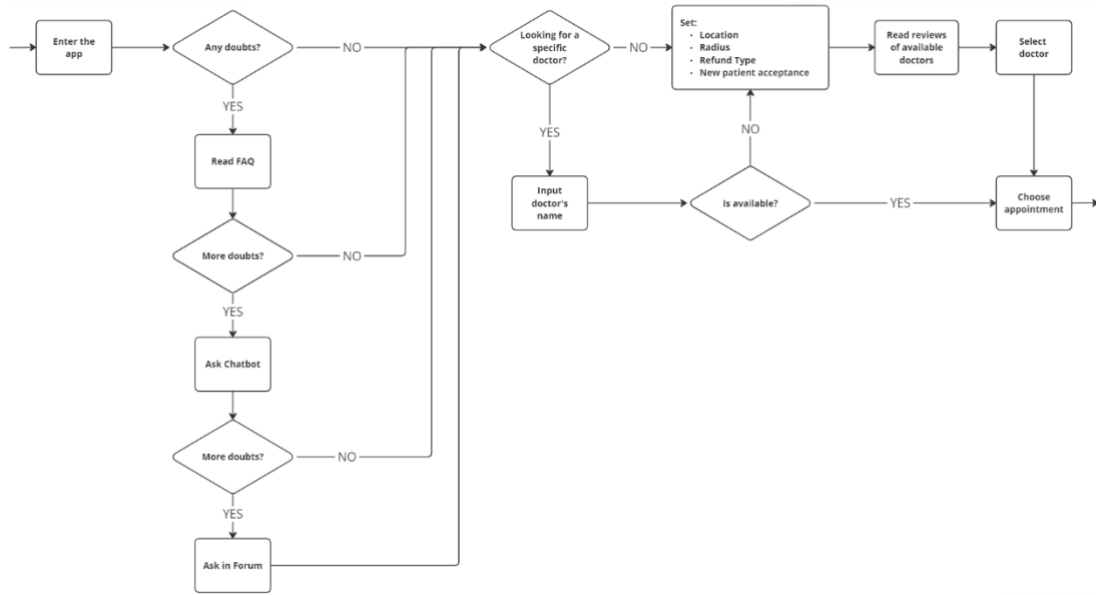 Enter the
app
Any doubts?
NO
YES
Read FAQ
More doubts?
NO
YES
Ask Chatbot
More doubts?
NO
YES
Ask in Forum
Looking for a
specific
doctor?
NO
YES
Input
doctor's
name
Is available?
NO
YES
Set:
· Location
· Radius
· Refund Type
· New patient acceptance
Read reviews
of available
doctors
Select
doctor
Choose
appointment